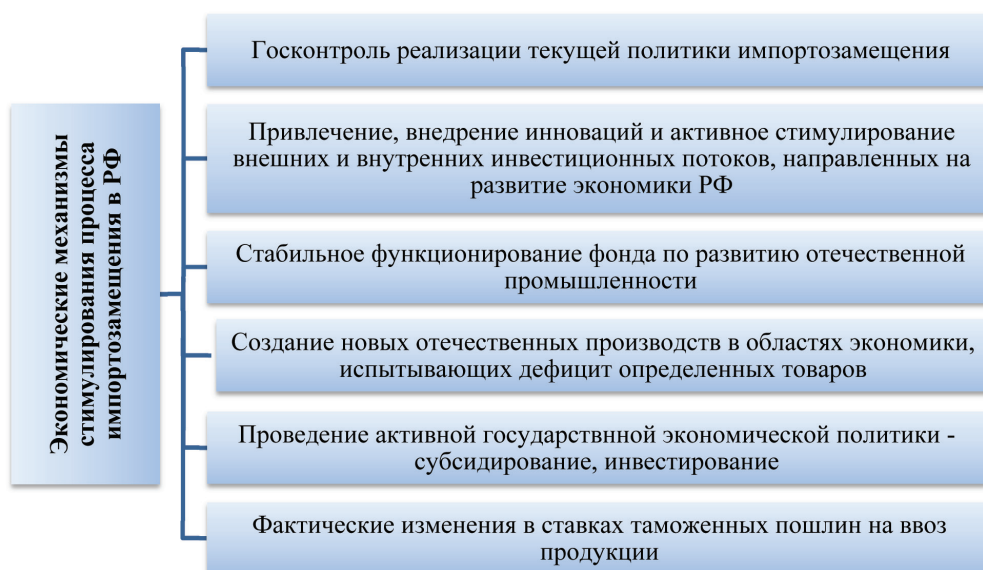 Экономические механизмы
стимулирования процесса
импортозамещения в РФ
Госконтроль реализации текущей политики импортозамещения
Привлечение, внедрение инноваций и активное стимулирование
внешних и внутренних инвестиционных потоков, направленных на
развитие экономики РФ
Стабильное функционирование фонда по развитию отечественной
промышленности
Создание новых отечественных производств в областях экономики,
испытывающих дефицит определенных товаров
Проведение активной государствнной экономической политики -
субсидирование, инвестирование
Фактические изменения в ставках таможенных пошлин на ввоз
продукции